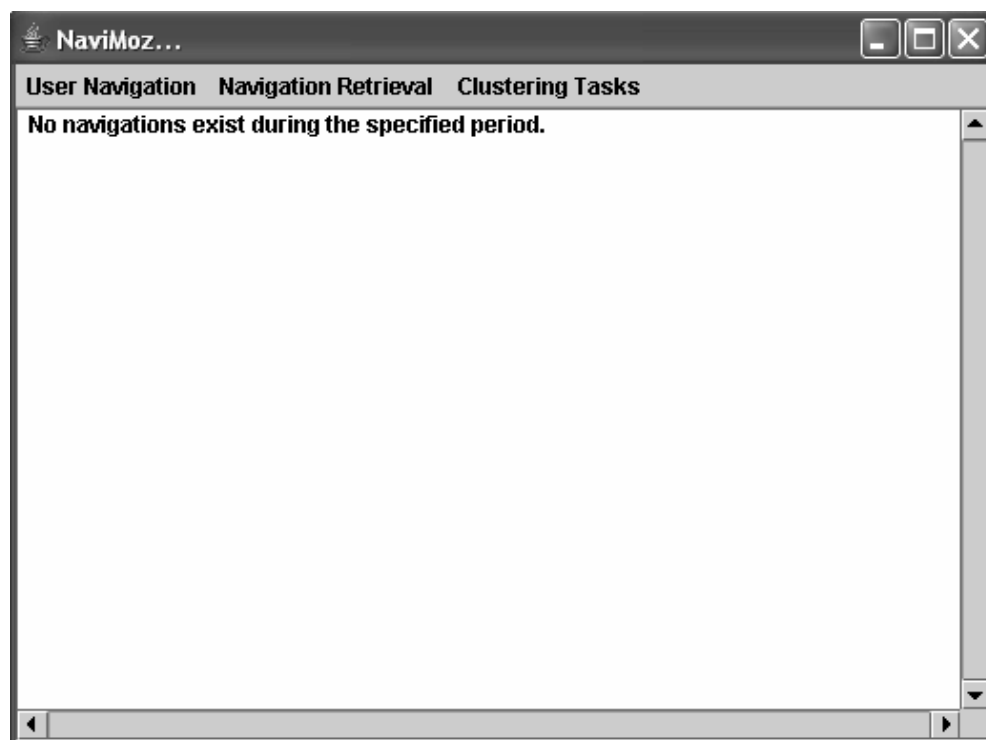 NaviMoz...
User Navigation Navigation Retrieval Clustering Tasks
No navigations exist during the specified period.